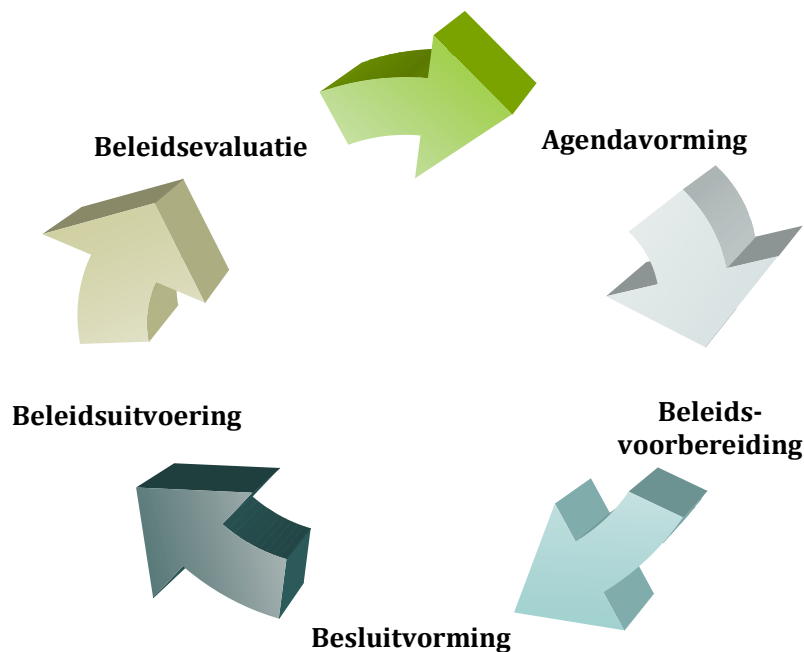 Beleidsevaluatie
Agendavorming
Beleidsuitvoering
Beleids-
voorbereiding
Besluitvorming